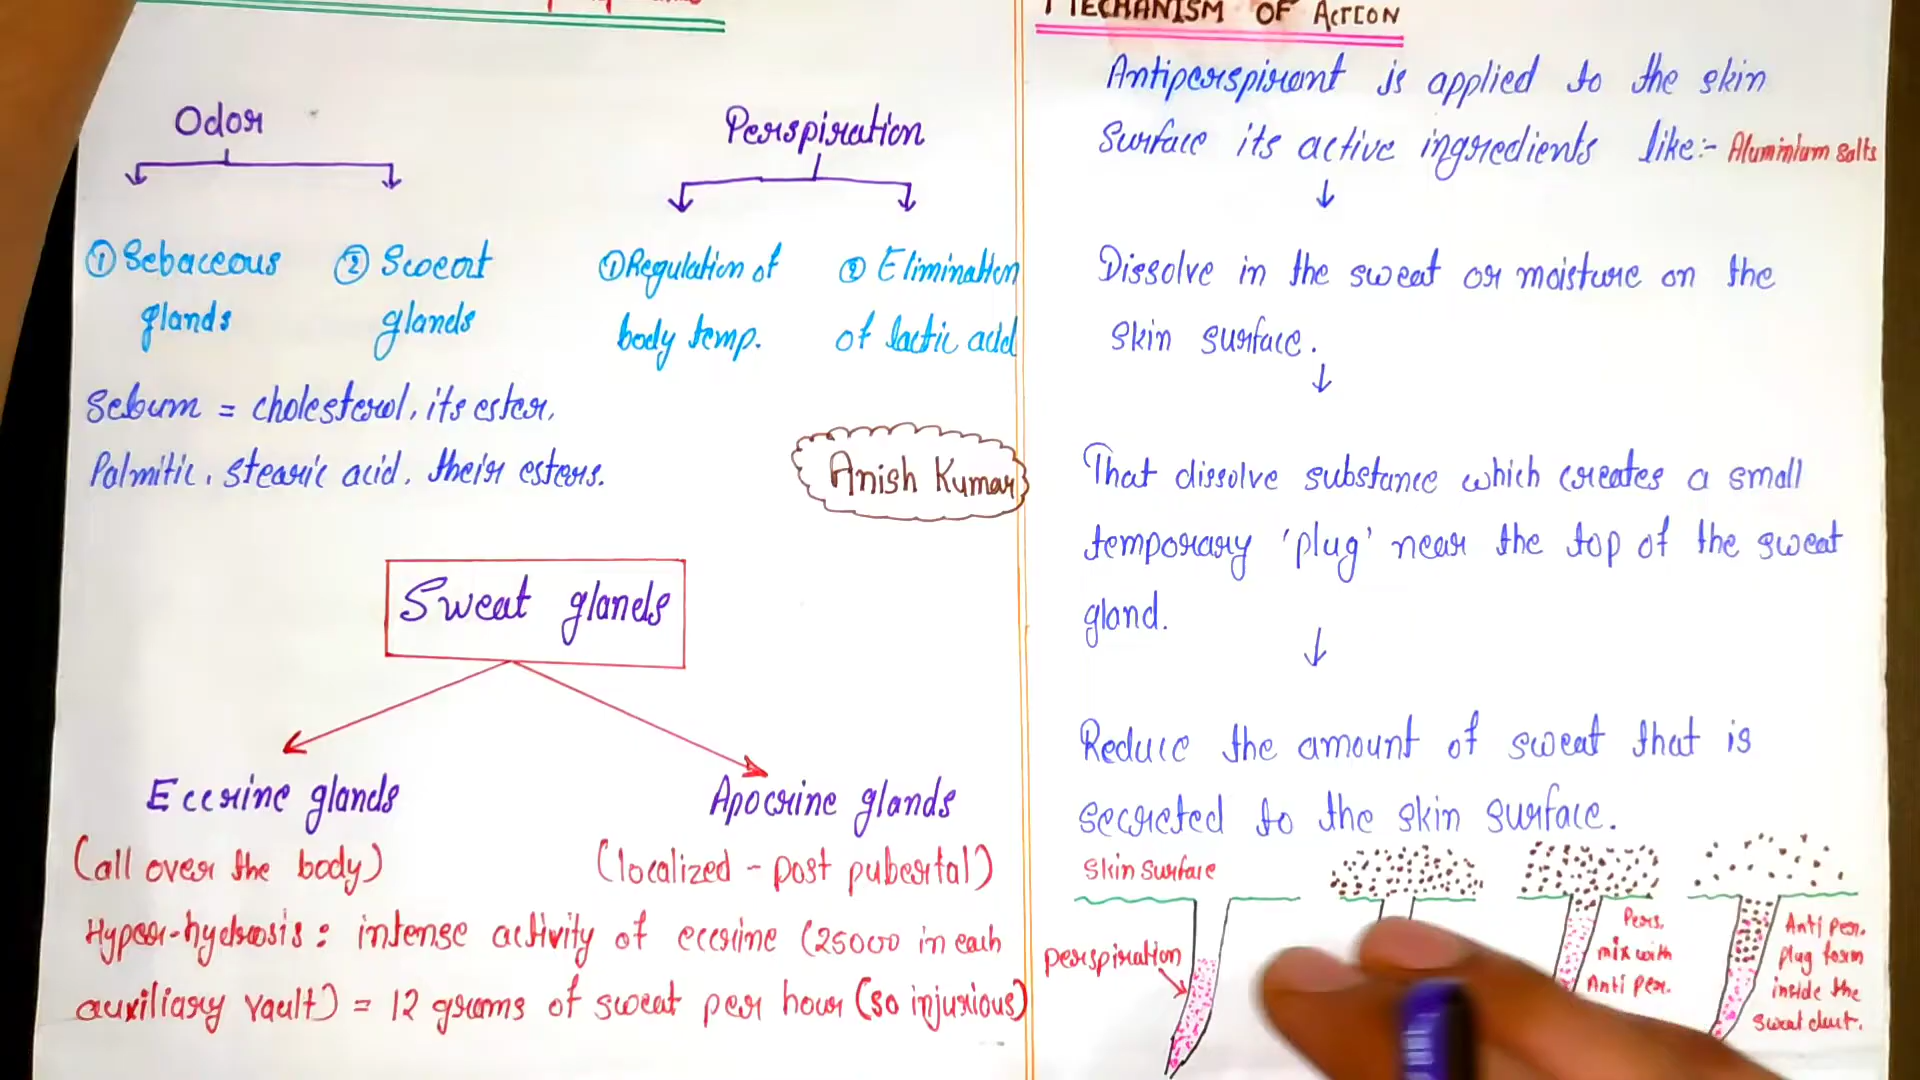 Odor
Perspiration
① Sebaceous
glands
② Sweat
glands
① Regulation of
body temp.
② Elimination
of lactic acid
Sebum = cholesterol, its ester,
Palmitic, stearic acid, their esters.
Anish Kumar
Sweat glands
Eccrine glands
(all over the body)
Apocrine glands
(localized - post pubertal)
Hyper-hydrosis: intense activity of eccrine (25000 in each
auxiliary vault) = 12 grams of sweat per hour (so injurious)
MECHANISM OF ACTION
Antiperspirant is applied to the skin
surface its active ingredients like:- Aluminium salts
↓
Dissolve in the sweat or moisture on the
skin surface.
↓
That dissolve substance which creates a small
temporary 'plug' near the top of the sweat
gland.
↓
Reduce the amount of sweat that is
secreted to the skin surface.
Skin surface
perspiration
Pers.
mix with
Anti per.
Anti per.
plug form
inside the
sweat duct.